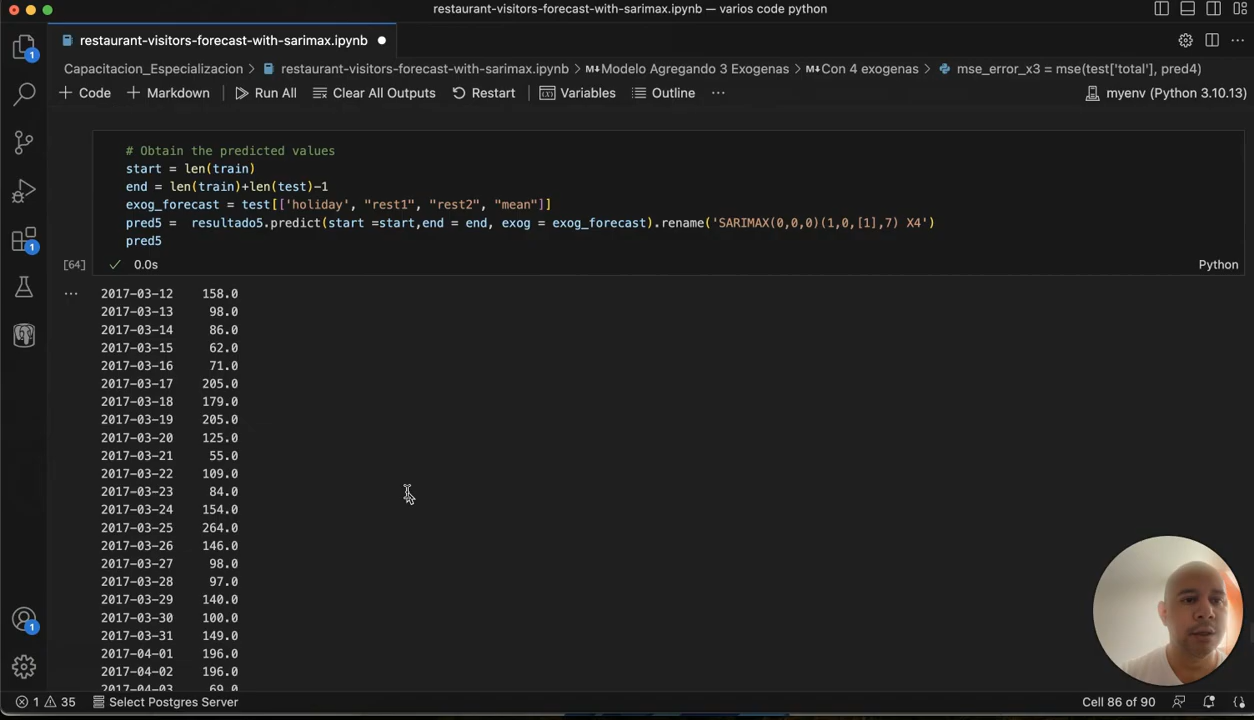 restaurant-visitors-forecast-with-sarimax.ipynb — varios code python
restaurant-visitors-forecast-with-sarimax.ipynb
Capacitacion_Especializacion > restaurant-visitors-forecast-with-sarimax.ipynb > M↓Modelo Agregando 3 Exogenas > M↓Con 4 exogenas > mse_error_x3 = mse(test['total'], pred4)
+ Code + Markdown Run All Clear All Outputs Restart Variables Outline ··· myenv (Python 3.10.13)
# Obtain the predicted values
start = len(train)
end = len(train)+len(test)-1
exog_forecast = test[['holiday', "rest1", "rest2", "mean"]]
pred5 =  resultado5.predict(start =start,end = end, exog = exog_forecast).rename('SARIMAX(0,0,0)(1,0,[1],7) X4')
pred5
[64] ✓ 0.0s Python
··· 2017-03-12 158.0
2017-03-13 98.0
2017-03-14 86.0
2017-03-15 62.0
2017-03-16 71.0
2017-03-17 205.0
2017-03-18 179.0
2017-03-19 205.0
2017-03-20 125.0
2017-03-21 55.0
2017-03-22 109.0
2017-03-23 84.0
2017-03-24 154.0
2017-03-25 264.0
2017-03-26 146.0
2017-03-27 98.0
2017-03-28 97.0
2017-03-29 140.0
2017-03-30 100.0
2017-03-31 149.0
2017-04-01 196.0
2017-04-02 196.0
2017-04-03 69.0
1
1
1
1 35 Select Postgres Server Cell 86 of 90